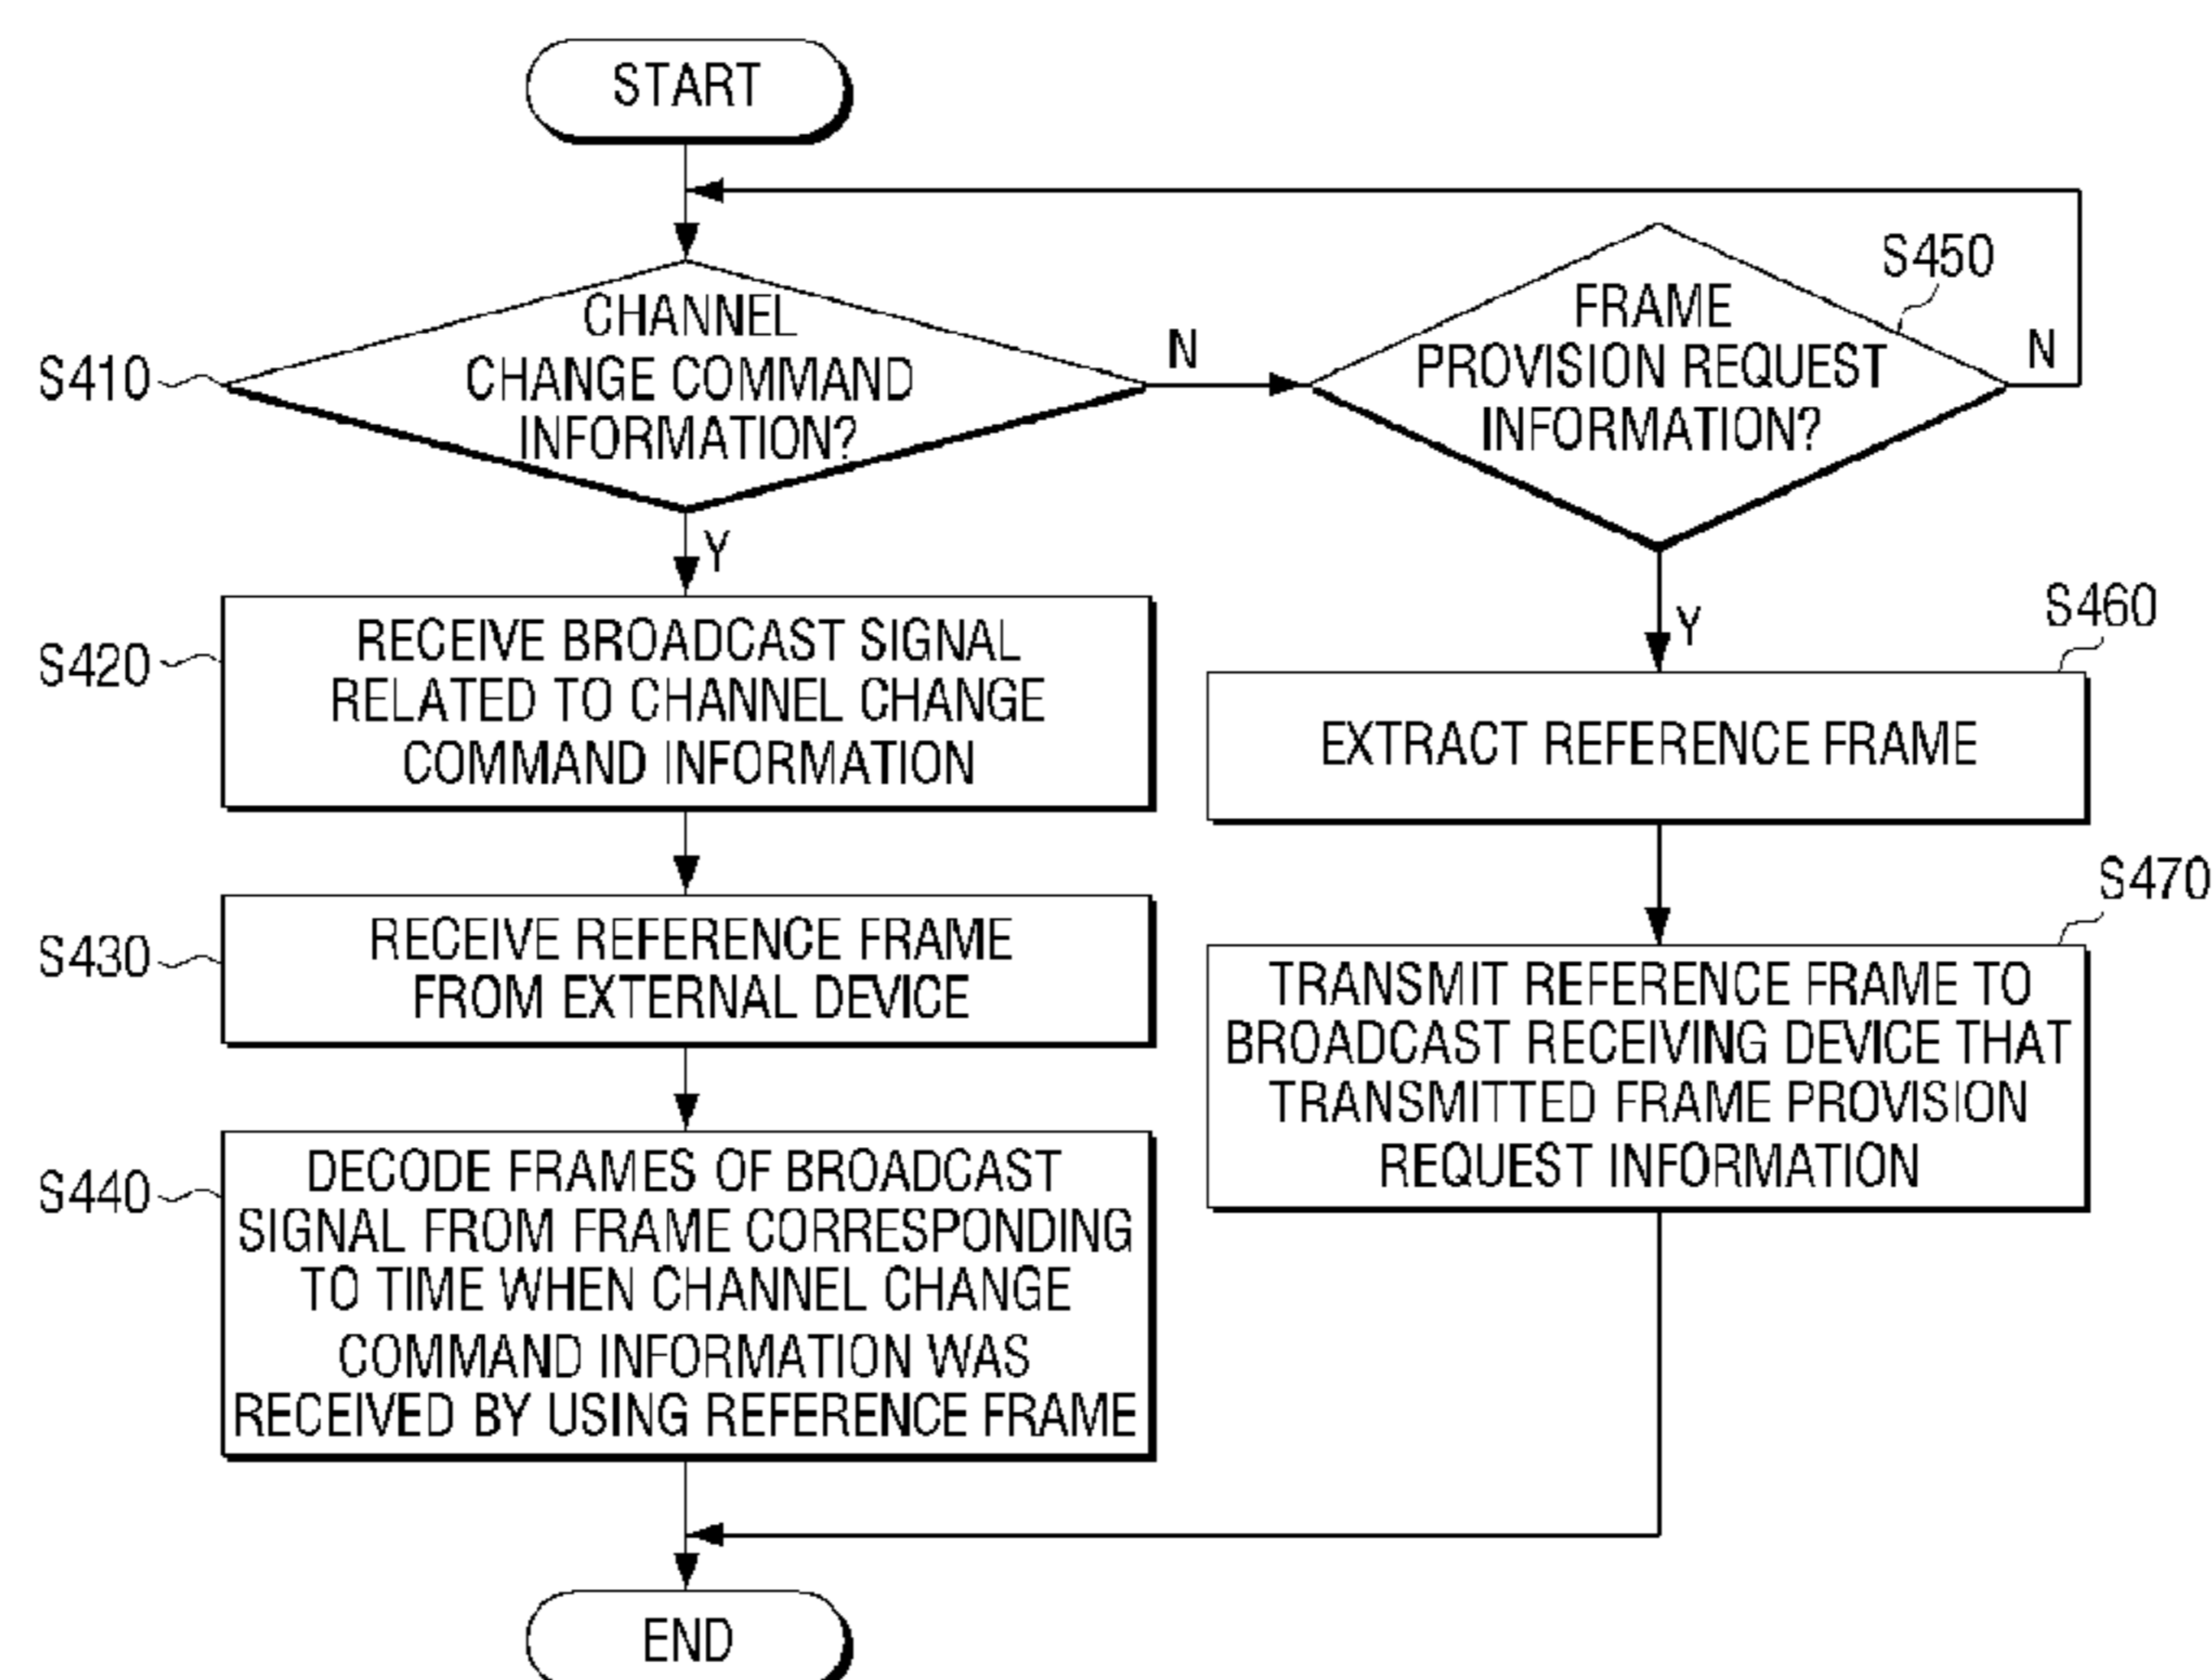 START
S410
CHANNEL
CHANGE COMMAND
INFORMATION?
N
Y
S450
FRAME
PROVISION REQUEST
INFORMATION?
N
Y
S420
RECEIVE BROADCAST SIGNAL
RELATED TO CHANNEL CHANGE
COMMAND INFORMATION
S460
EXTRACT REFERENCE FRAME
S430
RECEIVE REFERENCE FRAME
FROM EXTERNAL DEVICE
S470
TRANSMIT REFERENCE FRAME TO
BROADCAST RECEIVING DEVICE THAT
TRANSMITTED FRAME PROVISION
REQUEST INFORMATION
S440
DECODE FRAMES OF BROADCAST
SIGNAL FROM FRAME CORRESPONDING
TO TIME WHEN CHANNEL CHANGE
COMMAND INFORMATION WAS
RECEIVED BY USING REFERENCE FRAME
END